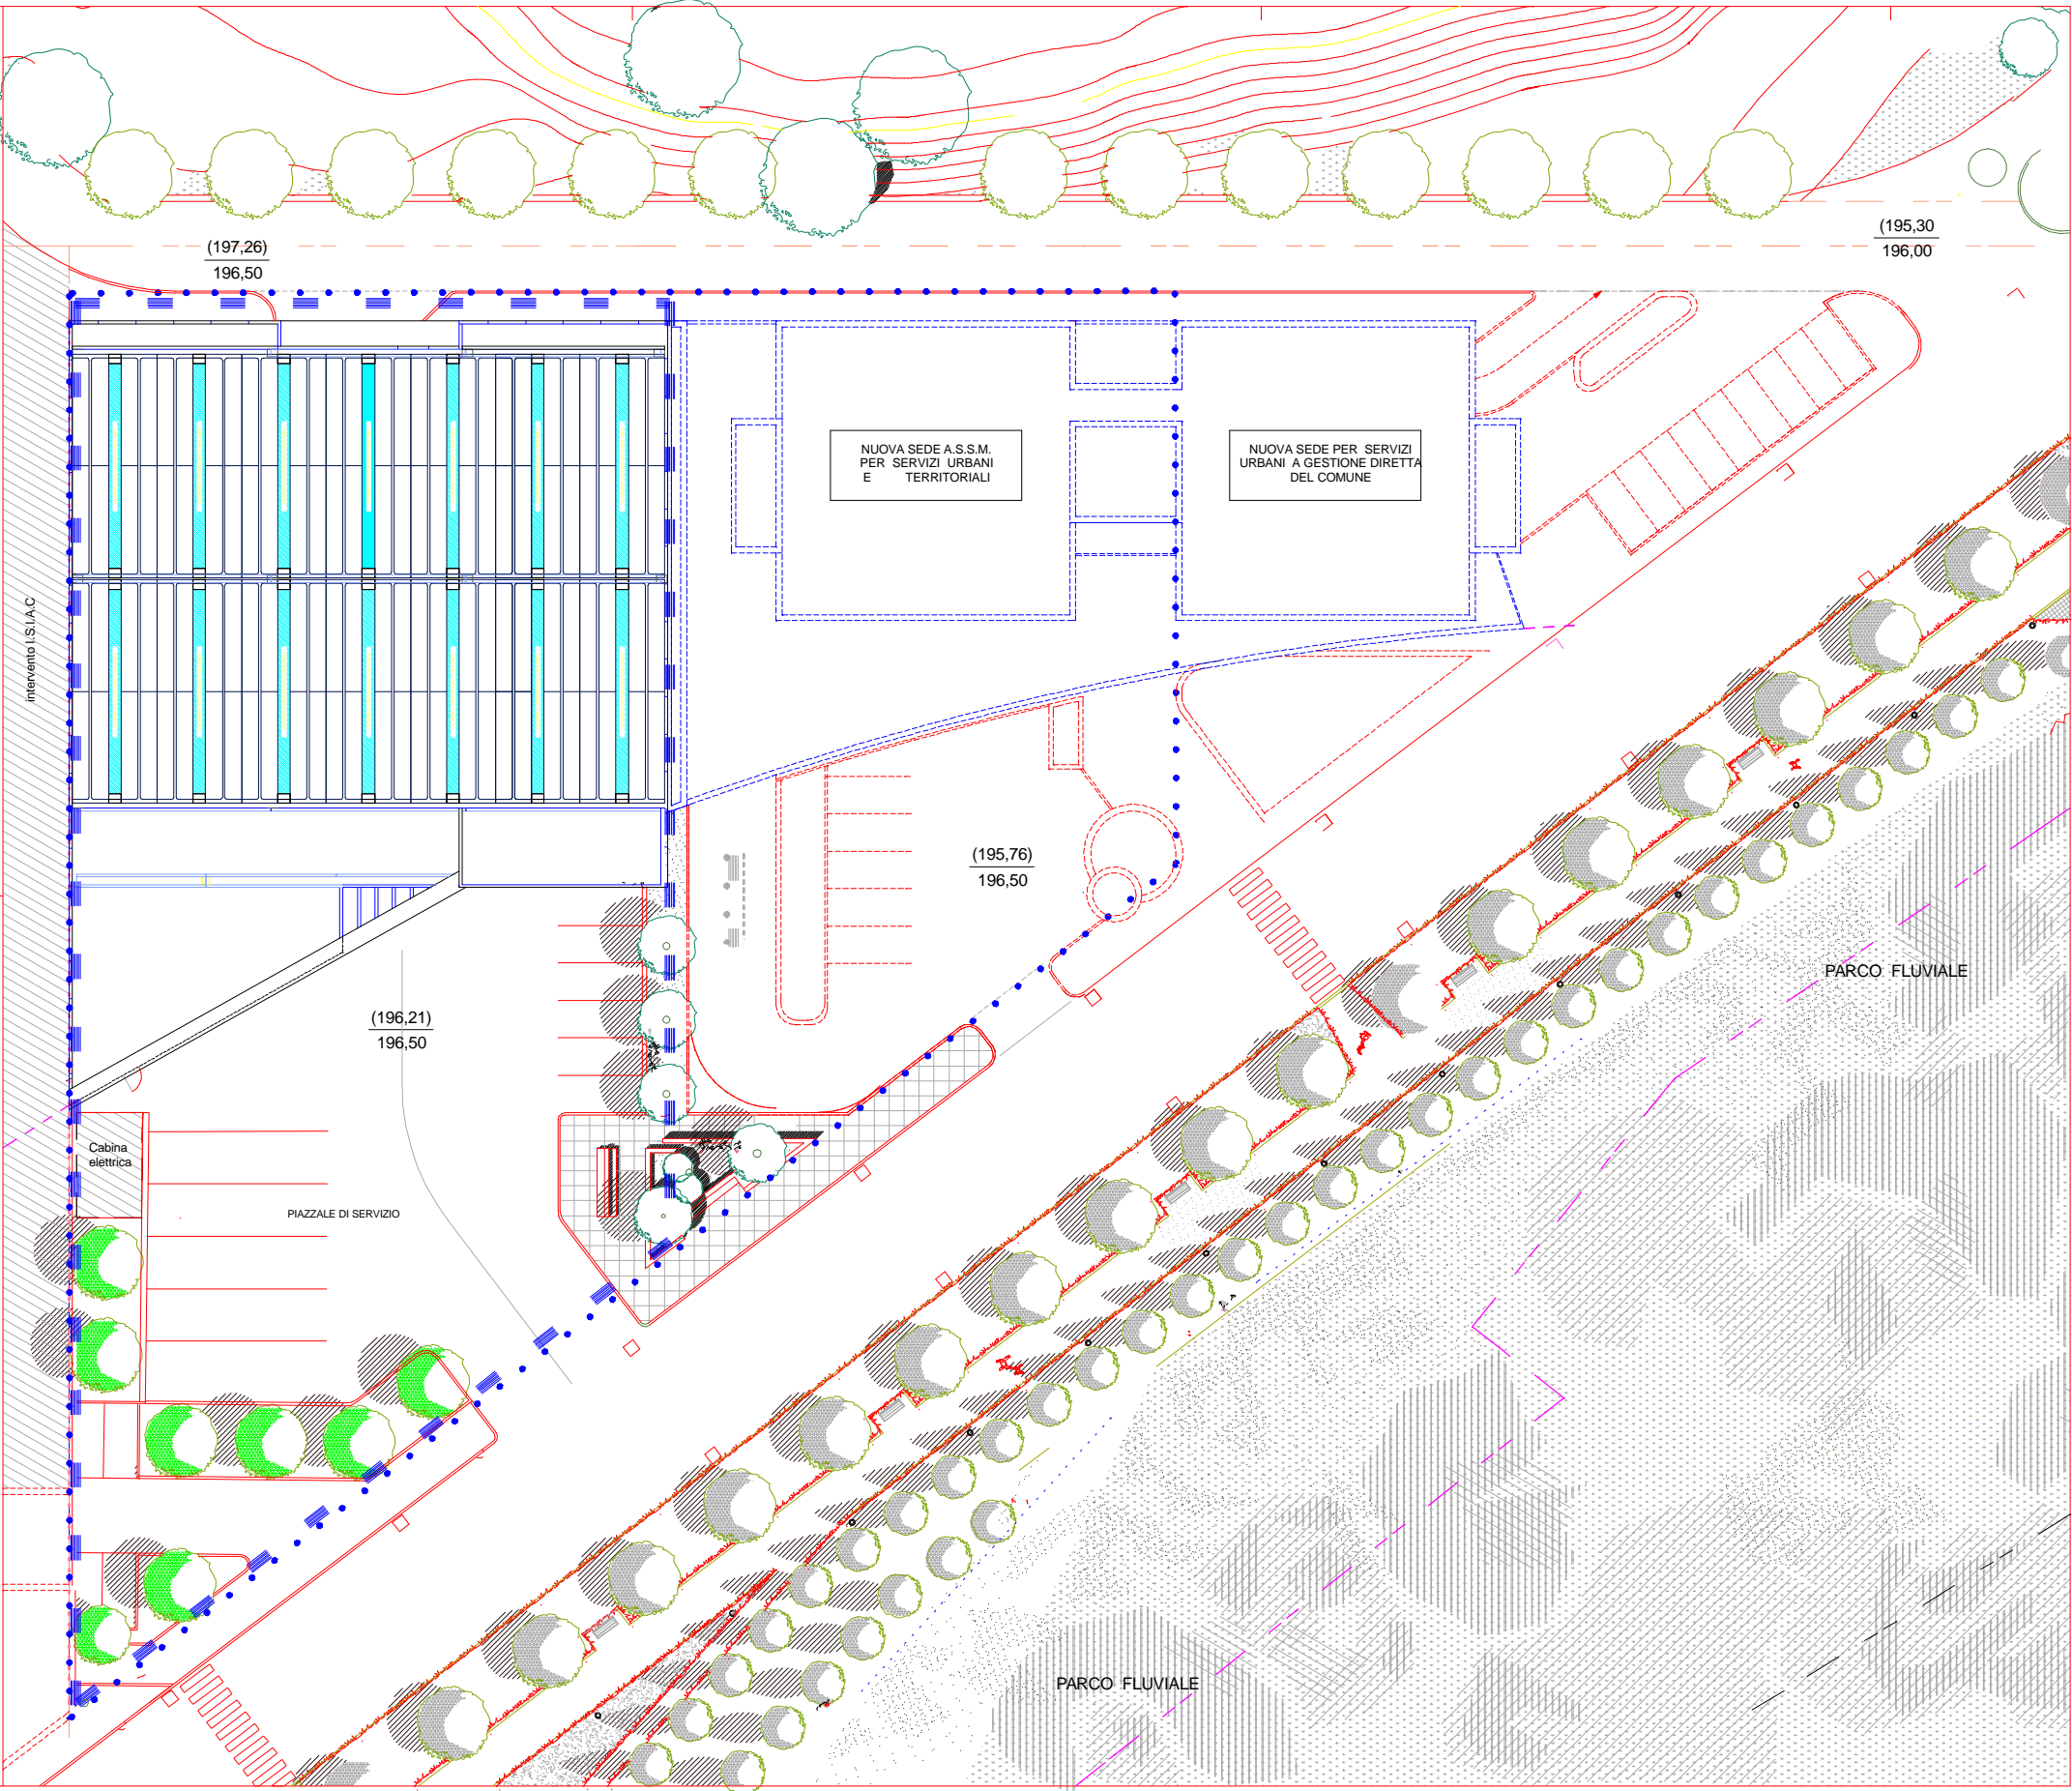 (197,26)
196,50
(195,30
196,00
NUOVA SEDE A.S.S.M.
PER SERVIZI URBANI
E TERRITORIALI
NUOVA SEDE PER SERVIZI
URBANI A GESTIONE DIRETTA
DEL COMUNE
intervento I.S.I.A.C
(195,76)
196,50
PARCO FLUVIALE
(196,21)
196,50
Cabina
elettrica
PIAZZALE DI SERVIZIO
PARCO FLUVIALE